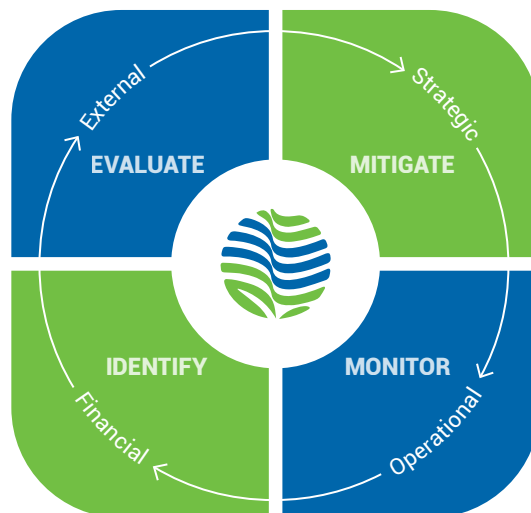 External
Strategic
EVALUATE
MITIGATE
IDENTIFY
MONITOR
Financial
Operational